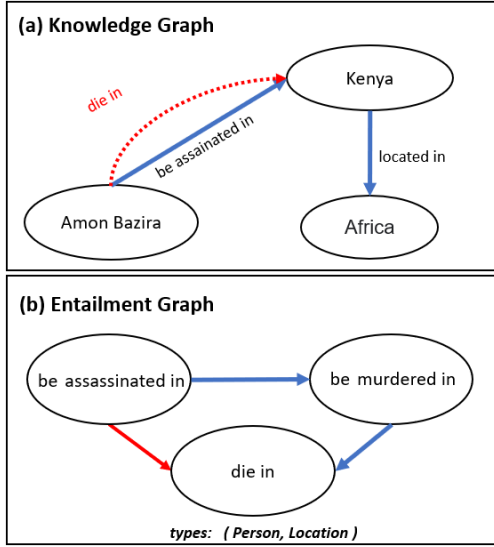 (a) Knowledge Graph
Kenya
die in
be assainated in
located in
Amon Bazira
Africa
(b) Entailment Graph
be assassinated in
be murdered in
die in
types: ( Person, Location )